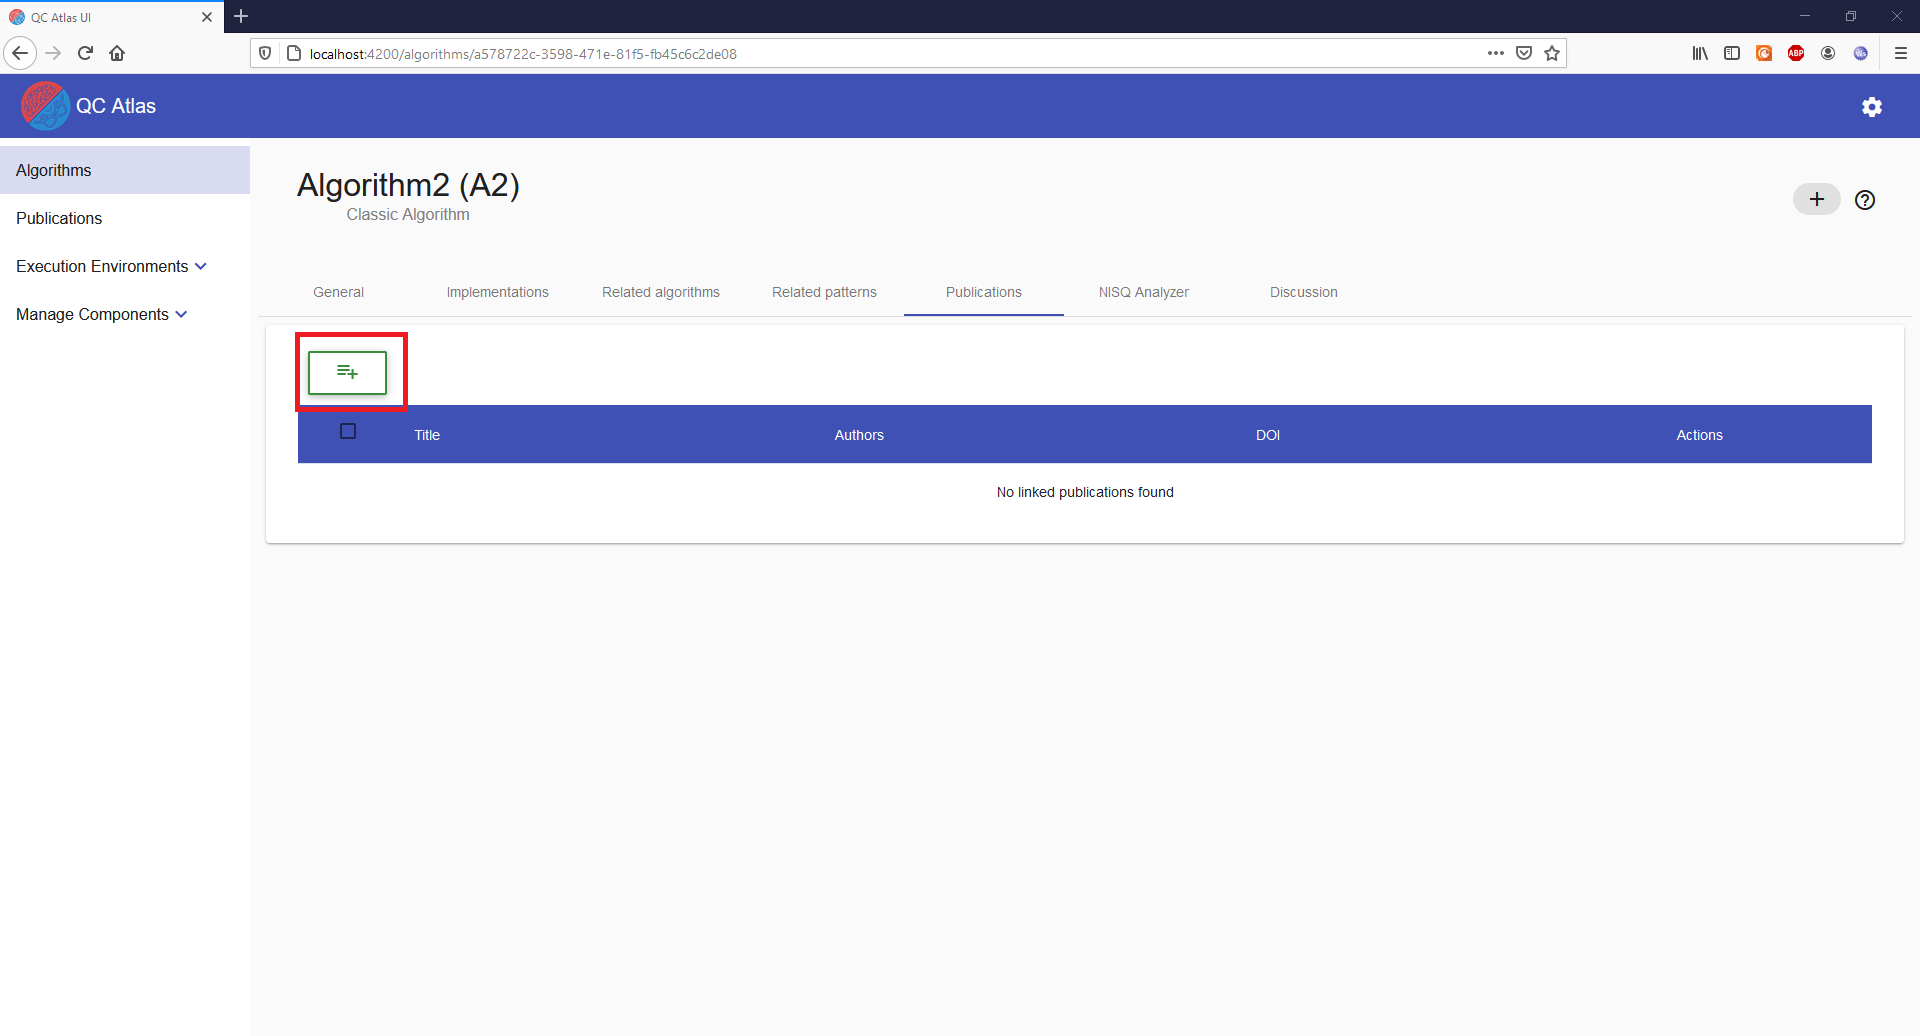 QC Atlas UI
localhost:4200/algorithms/a578722c-3598-471e-81f5-fb45c6c2de08
ABP
QC Atlas
Algorithms
Publications
Execution Environments
Manage Components
Algorithm2 (A2)
Classic Algorithm
General
Implementations
Related algorithms
Related patterns
Publications
NISQ Analyzer
Discussion
Title
Authors
DOI
Actions
No linked publications found